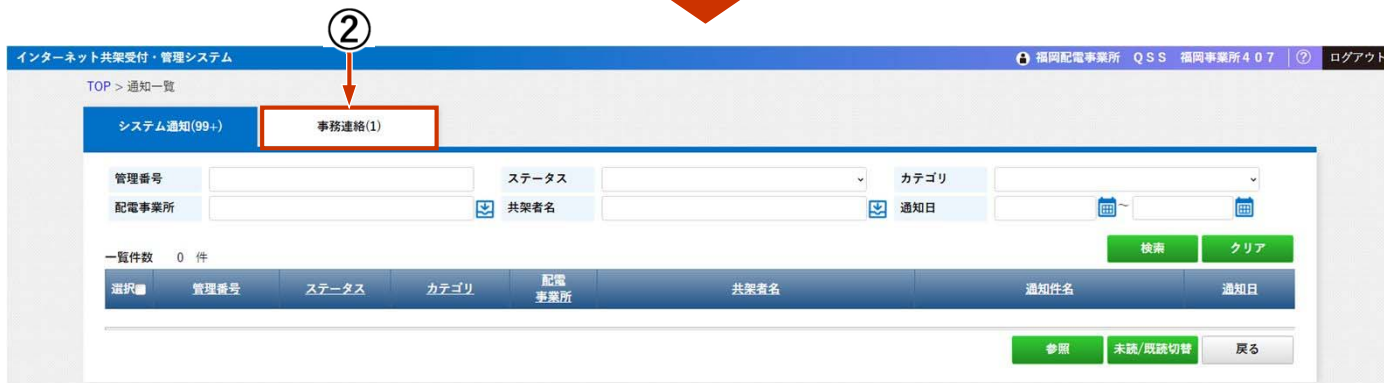 ②
インターネット共架受付・管理システム 福岡配電事業所 QSS 福岡事業所407 ? ログアウト
TOP > 通知一覧
システム通知(99+) 事務連絡(1)
管理番号 ステータス カテゴリ
配電事業所 共架者名 通知日 ~
検索 クリア
一覧件数 0 件
選択 管理番号 ステータス カテゴリ 配電事業所 共架者名 通知件名 通知日
参照 未読/既読切替 戻る